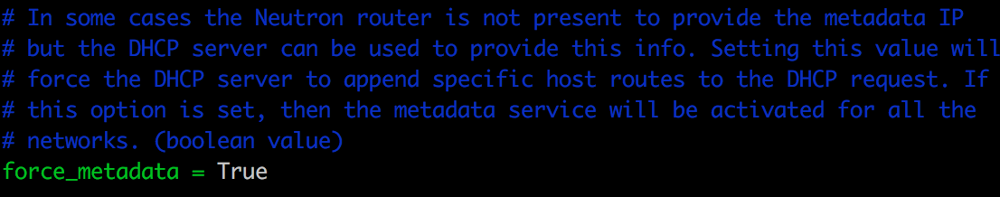 # In some cases the Neutron router is not present to provide the metadata IP
# but the DHCP server can be used to provide this info. Setting this value will
# force the DHCP server to append specific host routes to the DHCP request. If
# this option is set, then the metadata service will be activated for all the
# networks. (boolean value)
force_metadata = True